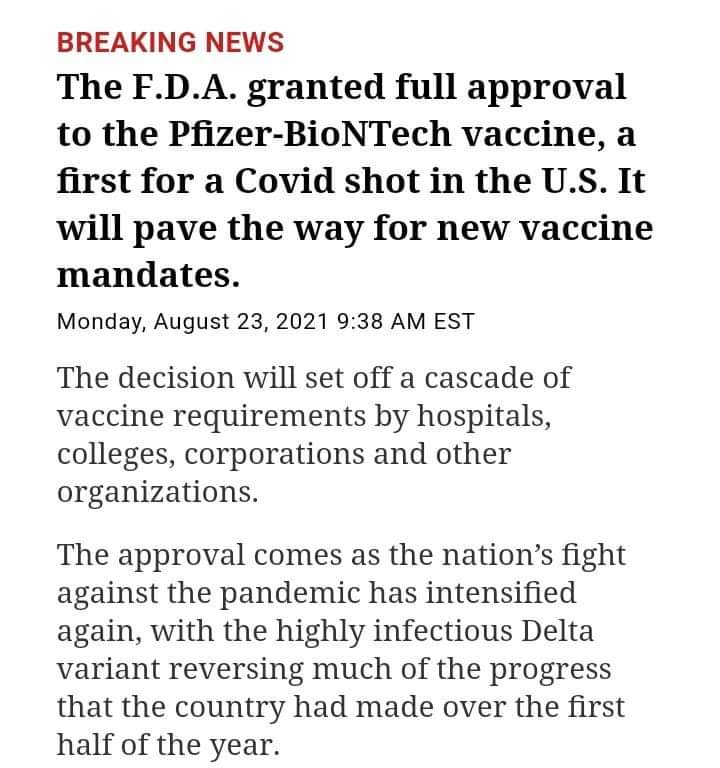 BREAKING NEWS
The F.D.A. granted full approval
to the Pfizer-BioNTech vaccine, a
first for a Covid shot in the U.S. It
will pave the way for new vaccine
mandates.
Monday, August 23, 2021 9:38 AM EST
The decision will set off a cascade of
vaccine requirements by hospitals,
colleges, corporations and other
organizations.
The approval comes as the nation’s fight
against the pandemic has intensified
again, with the highly infectious Delta
variant reversing much of the progress
that the country had made over the first
half of the year.